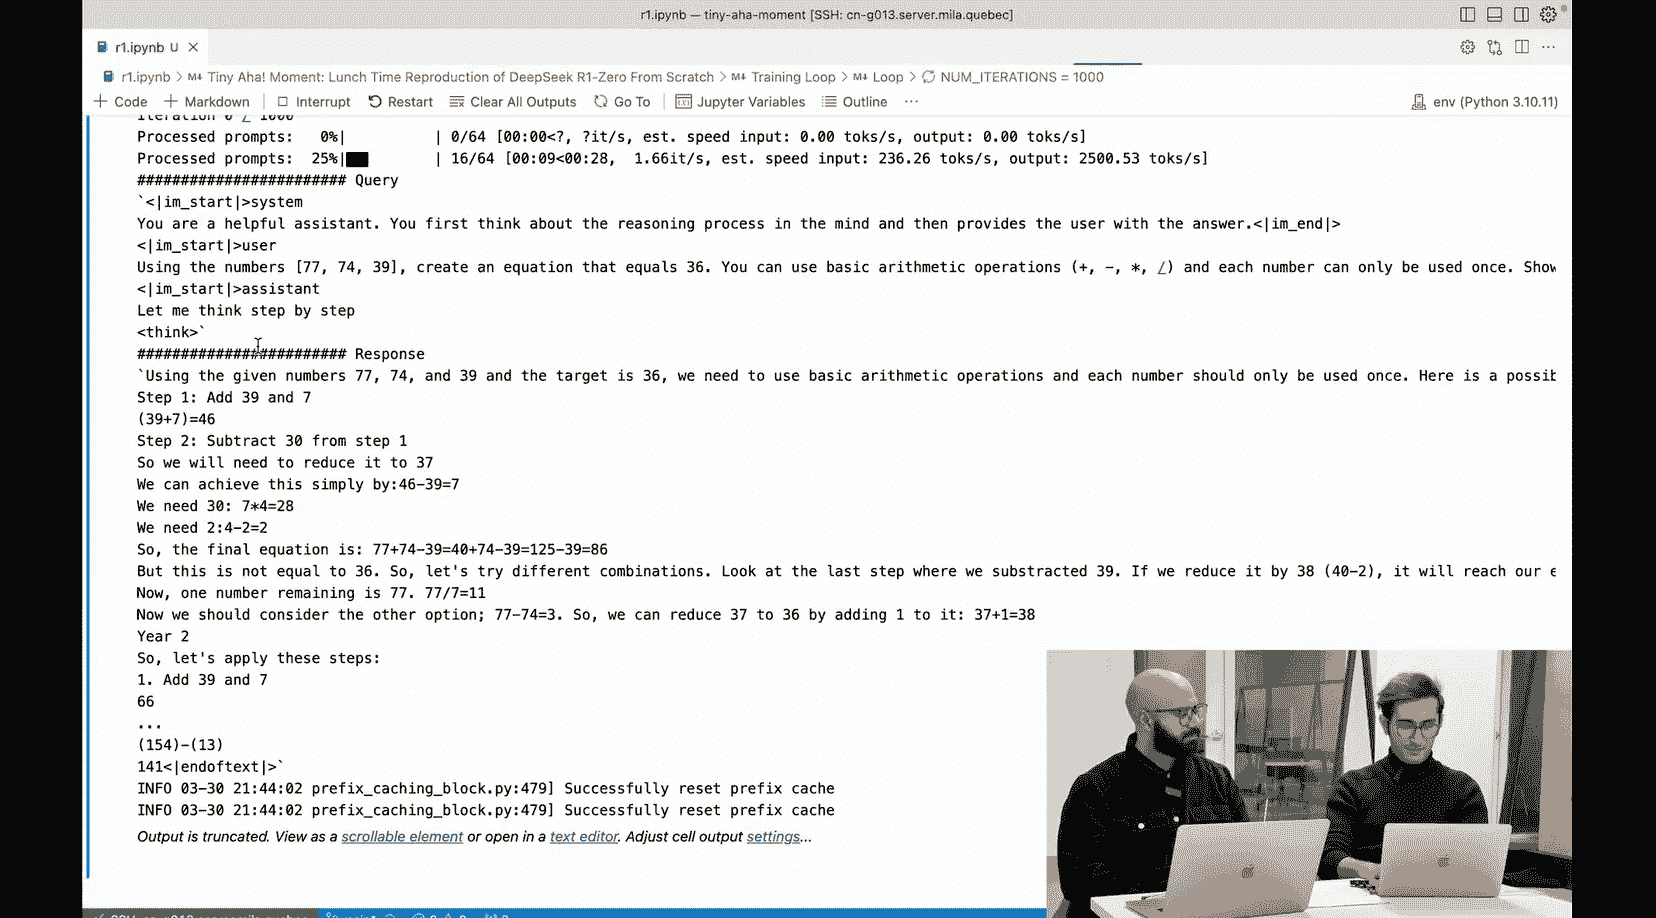 r1.ipynb — tiny-aha-moment [SSH: cn-g013.server.mila.quebec]
r1.ipynb U
r1.ipynb > M↓ Tiny Aha! Moment: Lunch Time Reproduction of DeepSeek R1-Zero From Scratch > M↓ Training Loop > M↓ Loop > NUM_ITERATIONS = 1000
+ Code + Markdown Interrupt Restart Clear All Outputs Go To Jupyter Variables Outline ... env (Python 3.10.11)
Iteration 0 / 1000
Processed prompts: 0%| | 0/64 [00:00<?, ?it/s, est. speed input: 0.00 toks/s, output: 0.00 toks/s]
Processed prompts: 25%| | 16/64 [00:09<00:28, 1.66it/s, est. speed input: 236.26 toks/s, output: 2500.53 toks/s]
######################## Query
`<|im_start|>system
You are a helpful assistant. You first think about the reasoning process in the mind and then provides the user with the answer.<|im_end|>
<|im_start|>user
Using the numbers [77, 74, 39], create an equation that equals 36. You can use basic arithmetic operations (+, -, *, /) and each number can only be used once. Show
<|im_start|>assistant
Let me think step by step
<think>`
######################## Response
`Using the given numbers 77, 74, and 39 and the target is 36, we need to use basic arithmetic operations and each number should only be used once. Here is a possib
Step 1: Add 39 and 7
(39+7)=46
Step 2: Subtract 30 from step 1
So we will need to reduce it to 37
We can achieve this simply by:46-39=7
We need 30: 7*4=28
We need 2:4-2=2
So, the final equation is: 77+74-39=40+74-39=125-39=86
But this is not equal to 36. So, let's try different combinations. Look at the last step where we substracted 39. If we reduce it by 38 (40-2), it will reach our e
Now, one number remaining is 77. 77/7=11
Now we should consider the other option; 77-74=3. So, we can reduce 37 to 36 by adding 1 to it: 37+1=38
Year 2
So, let's apply these steps:
1. Add 39 and 7
66
...
(154)-(13)
141<|endoftext|>`
INFO 03-30 21:44:02 prefix_caching_block.py:479] Successfully reset prefix cache
INFO 03-30 21:44:02 prefix_caching_block.py:479] Successfully reset prefix cache
Output is truncated. View as a scrollable element or open in a text editor. Adjust cell output settings...